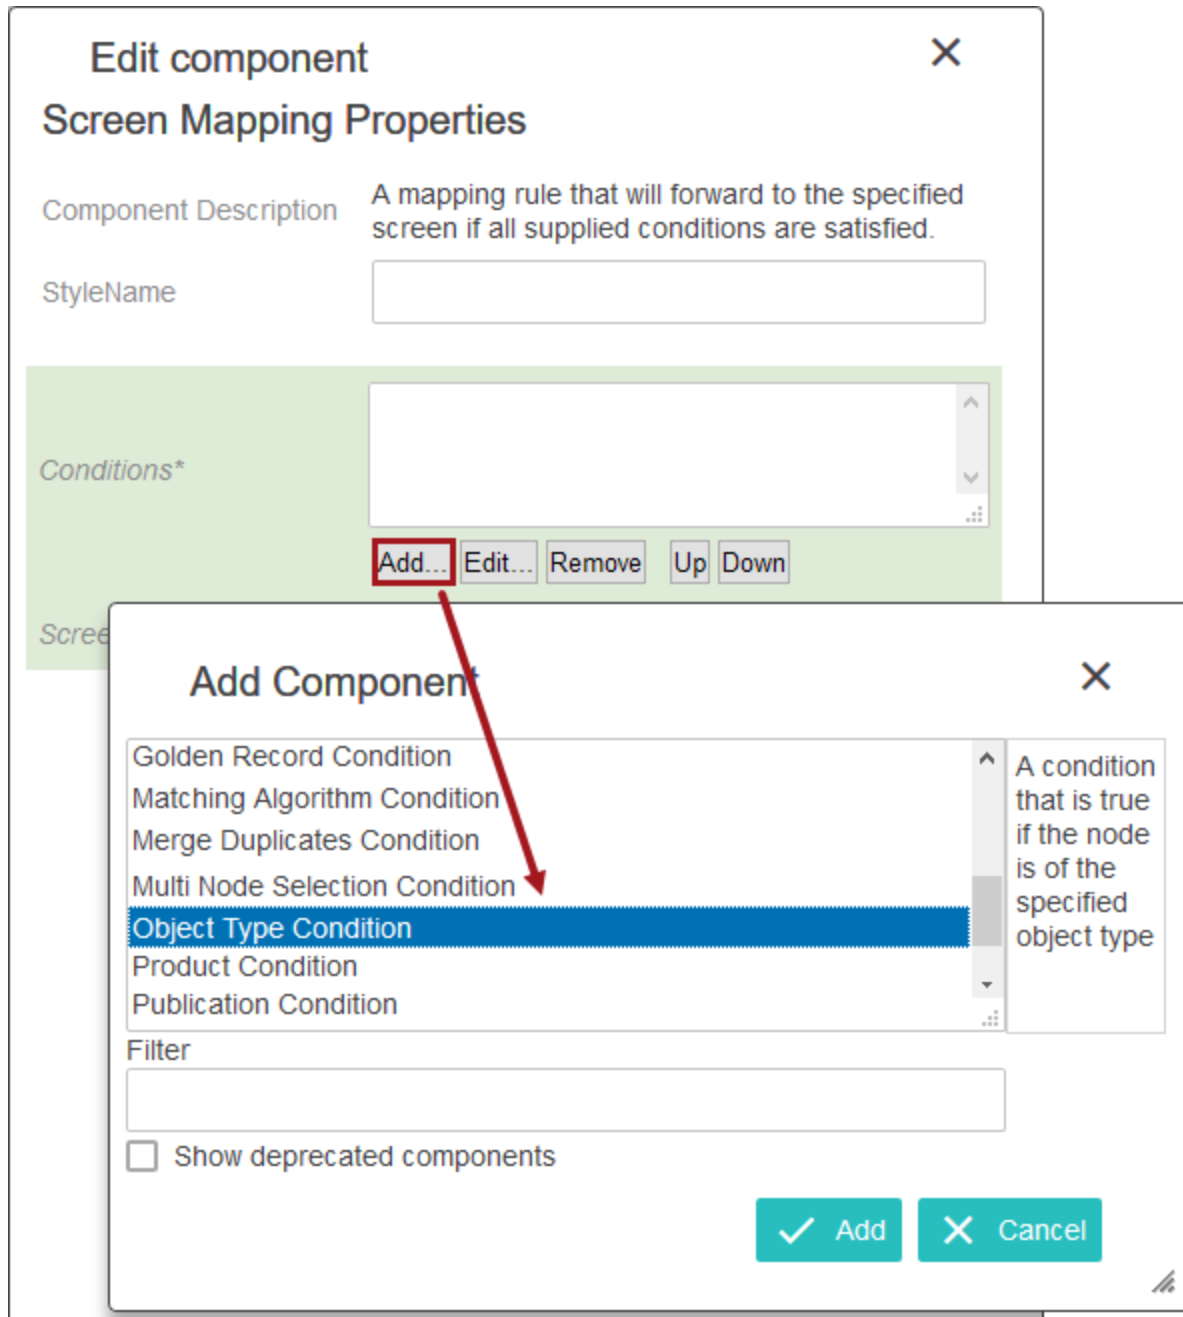 Edit component
Screen Mapping Properties
Component Description
A mapping rule that will forward to the specified
screen if all supplied conditions are satisfied.
StyleName
Conditions*
Add... Edit... Remove Up Down
Scree
Add Component
Golden Record Condition
Matching Algorithm Condition
Merge Duplicates Condition
Multi Node Selection Condition
Object Type Condition
Product Condition
Publication Condition
A condition
that is true
if the node
is of the
specified
object type
Filter
Show deprecated components
Add Cancel